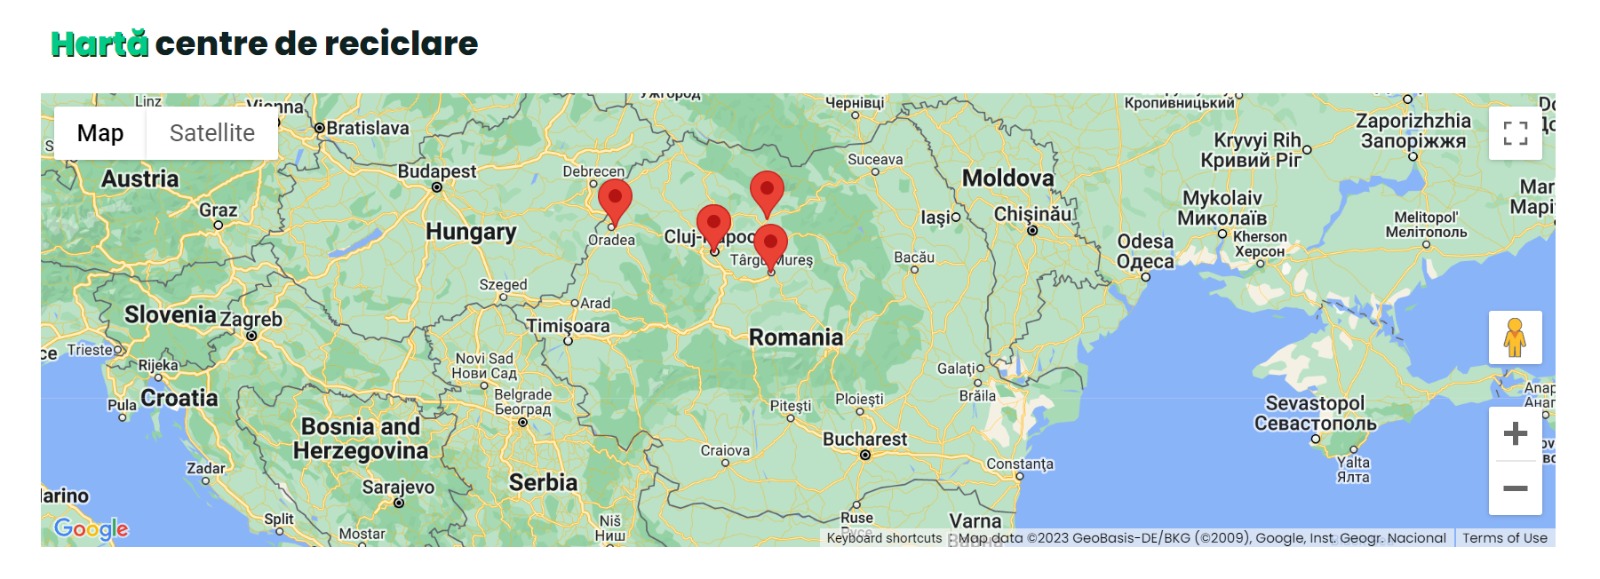 Hartă centre de reciclare
Linz
Vienna
Ужгород
Чернівці
Кропивницький
Map
Satellite
Bratislava
Zaporizhzhia
Запоріжжя
Kryvyi Rih
Кривий Ріг
Budapest
Debrecen
Suceava
Austria
Moldova
Graz
Hungary
Oradea
Cluj-Napoc
Târgu Mureș
Iași
Chișinău
Mykolaiv
Миколаїв
Melitopol'
Мелітополь
Kherson
Херсон
Odesa
Одеса
Bacău
Szeged
Arad
Timișoara
Slovenia
Zagreb
Romania
Trieste
Rijeka
Novi Sad
Нови Сад
Galați
Brăila
Pula
Croatia
Belgrade
Београд
Pitești
Ploiești
Sevastopol
Севастополь
Bosnia and
Herzegovina
Craiova
Bucharest
Constanța
Yalta
Ялта
Zadar
Sarajevo
Serbia
Split
Mostar
Niš
Ниш
Ruse
Varna
Google
Keyboard shortcuts
Map data ©2023 GeoBasis-DE/BKG (©2009), Google, Inst. Geogr. Nacional
Terms of Use